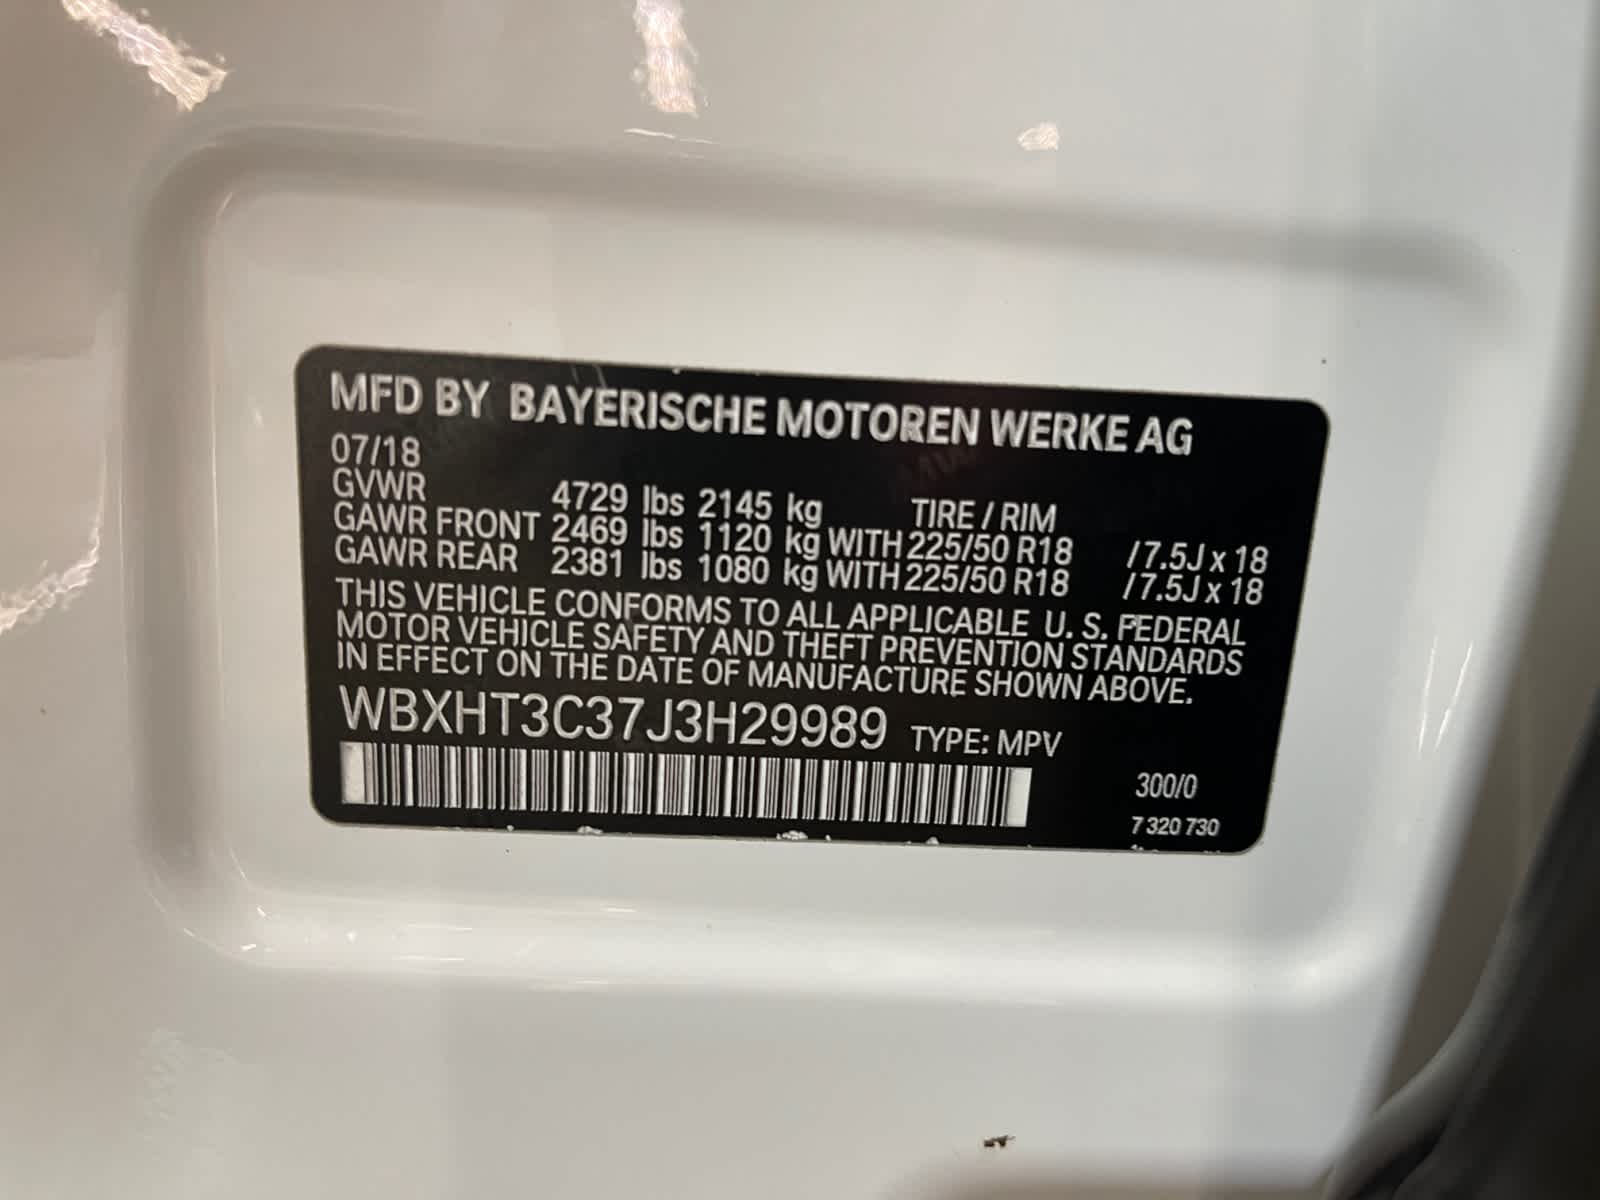 MFD BY BAYERISCHE MOTOREN WERKE AG
07/18
GVWR 4729 lbs 2145 kg TIRE / RIM
GAWR FRONT 2469 lbs 1120 kg WITH 225/50 R18 /7.5J x 18
GAWR REAR 2381 lbs 1080 kg WITH 225/50 R18 /7.5J x 18
THIS VEHICLE CONFORMS TO ALL APPLICABLE U. S. FEDERAL
MOTOR VEHICLE SAFETY AND THEFT PREVENTION STANDARDS
IN EFFECT ON THE DATE OF MANUFACTURE SHOWN ABOVE.
WBXHT3C37J3H29989 TYPE: MPV
300/0
7 320 730